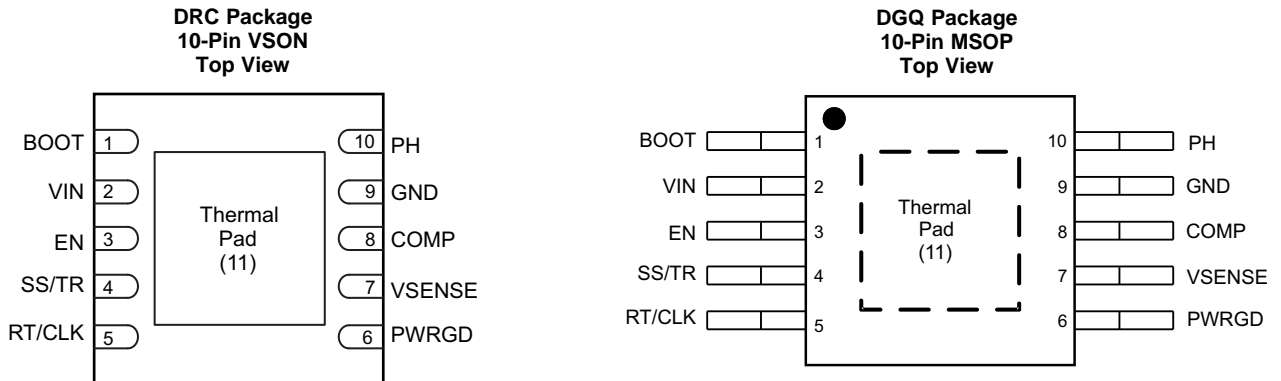 DRC Package
10-Pin VSON
Top View
BOOT 1
VIN 2
EN 3
SS/TR 4
RT/CLK 5
Thermal
Pad
(11)
10 PH
9 GND
8 COMP
7 VSENSE
6 PWRGD
DGQ Package
10-Pin MSOP
Top View
BOOT 1
VIN 2
EN 3
SS/TR 4
RT/CLK 5
Thermal
Pad
(11)
10 PH
9 GND
8 COMP
7 VSENSE
6 PWRGD